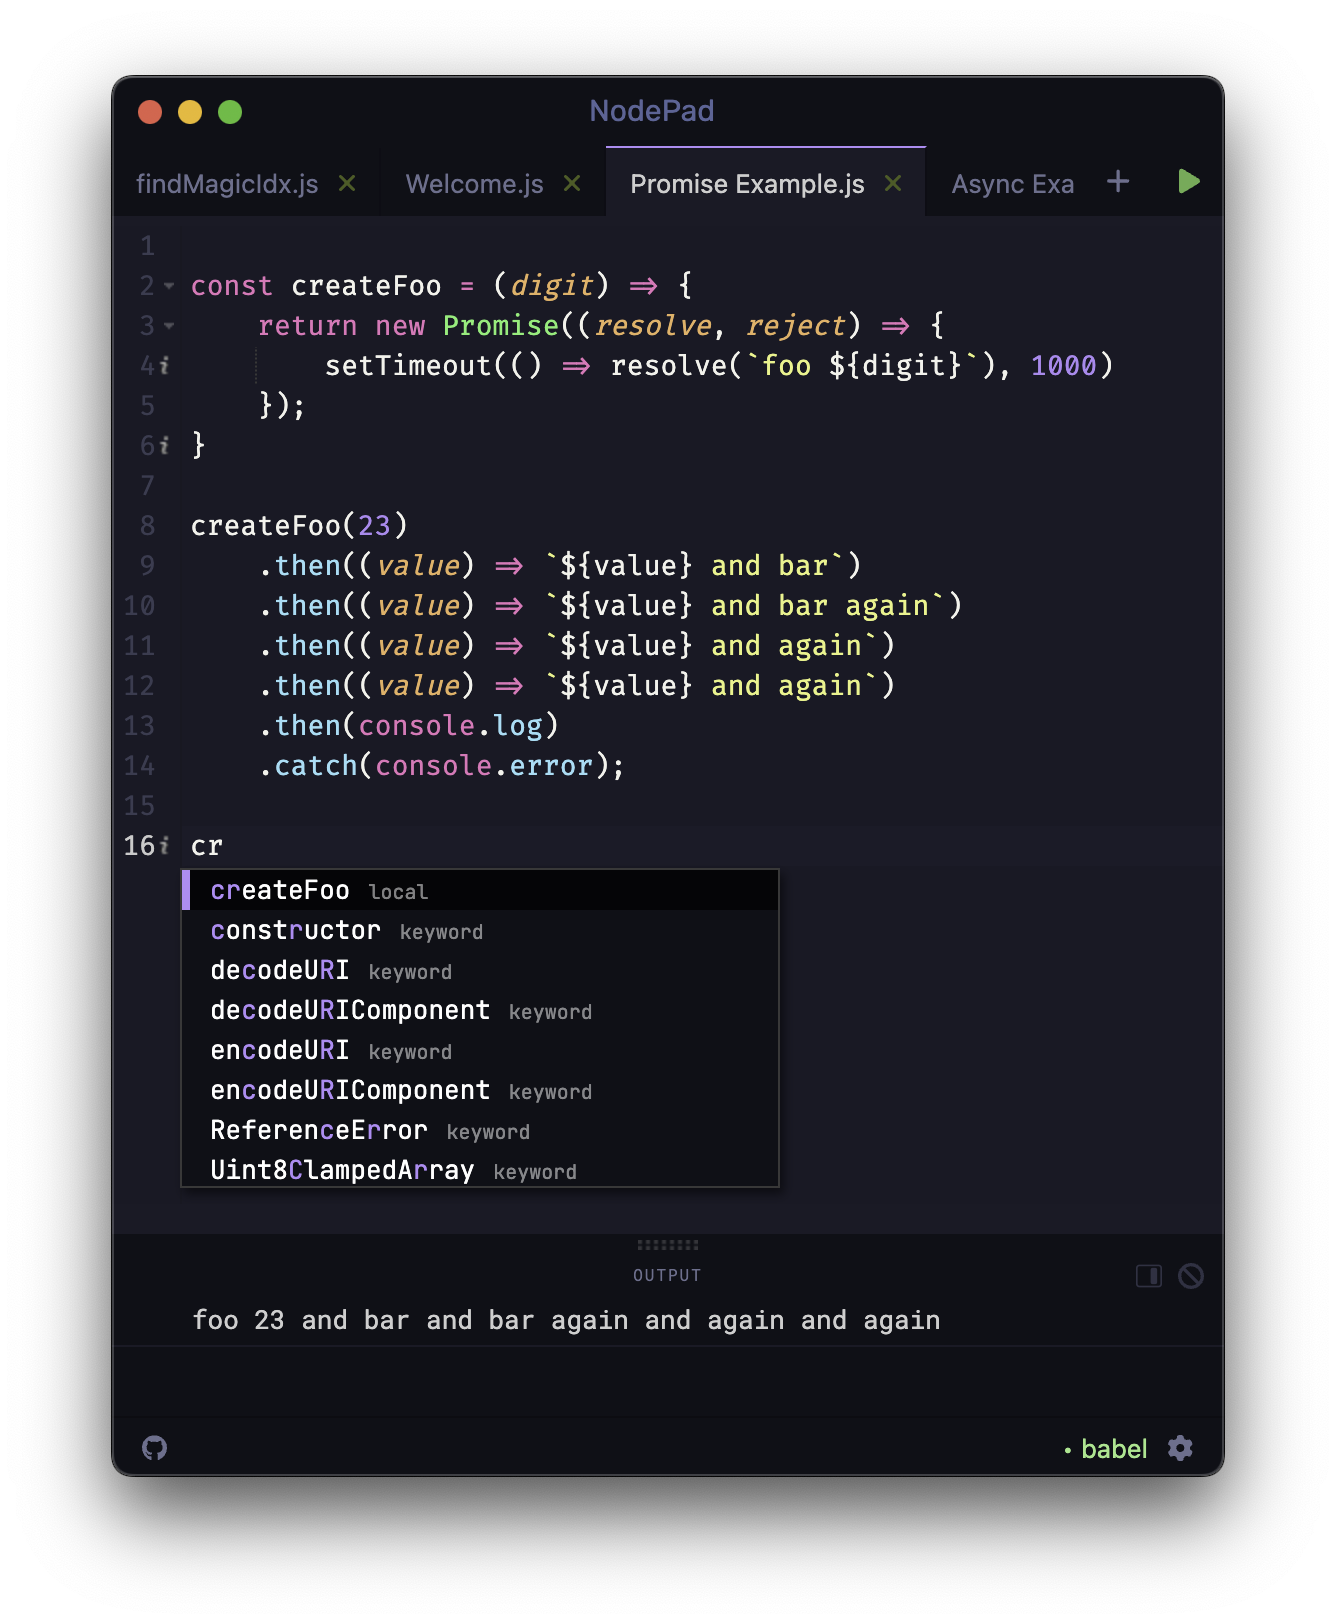 NodePad
findMagicIdx.js Welcome.js Promise Example.js Async Exa
1
2 const createFoo = (digit) => {
3     return new Promise((resolve, reject) => {
4         setTimeout(() => resolve(`foo ${digit}`), 1000)
5     });
6 }
7
8 createFoo(23)
9     .then((value) => `${value} and bar`)
10     .then((value) => `${value} and bar again`)
11     .then((value) => `${value} and again`)
12     .then((value) => `${value} and again`)
13     .then(console.log)
14     .catch(console.error);
15
16 cr
createFoo local
constructor keyword
decodeURI keyword
decodeURIComponent keyword
encodeURI keyword
encodeURIComponent keyword
ReferenceError keyword
Uint8ClampedArray keyword
OUTPUT
foo 23 and bar and bar again and again and again
• babel